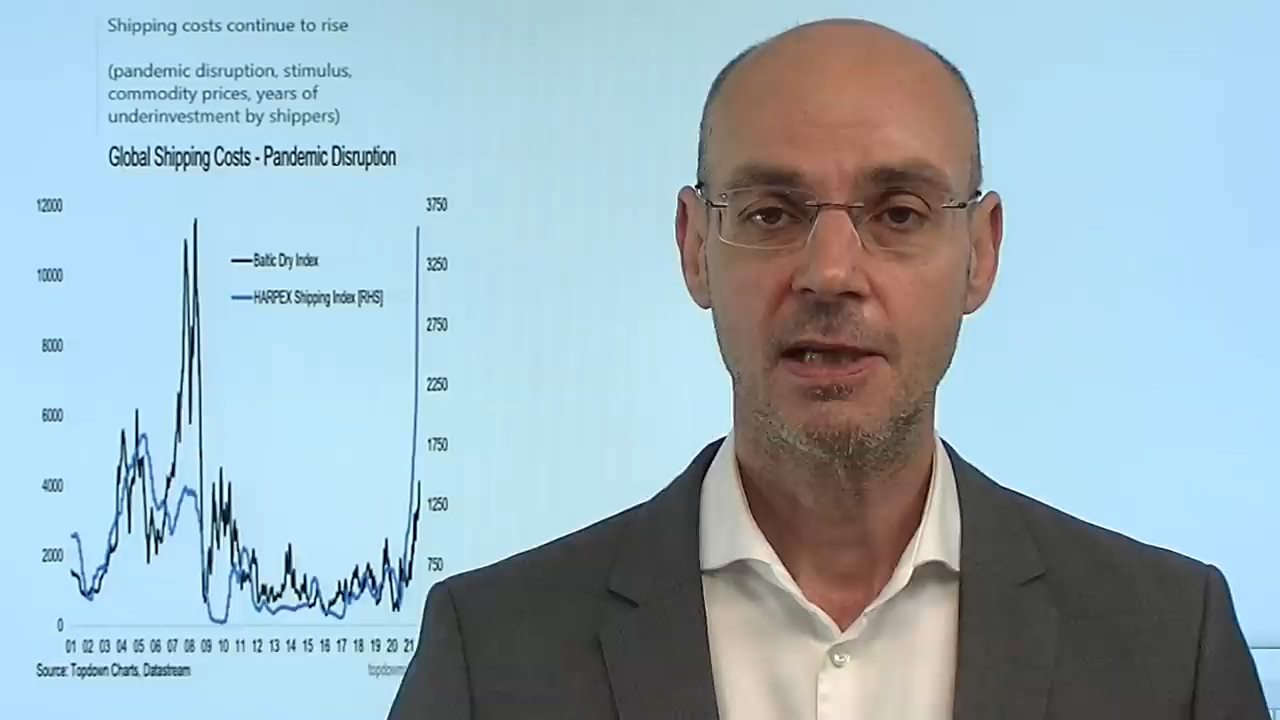 Shipping costs continue to rise
(pandemic disruption, stimulus,
commodity prices, years of
underinvestment by shippers)
Global Shipping Costs - Pandemic Disruption
12000
10000
8000
6000
4000
2000
0
3750
3250
2750
2250
1750
1250
750
Baltic Dry Index
HARPEX Shipping Index [RHS]
01 02 03 04 05 06 07 08 09 10 11 12 13 14 15 16 17 18 19 20 21
Source: Topdown Charts, Datastream